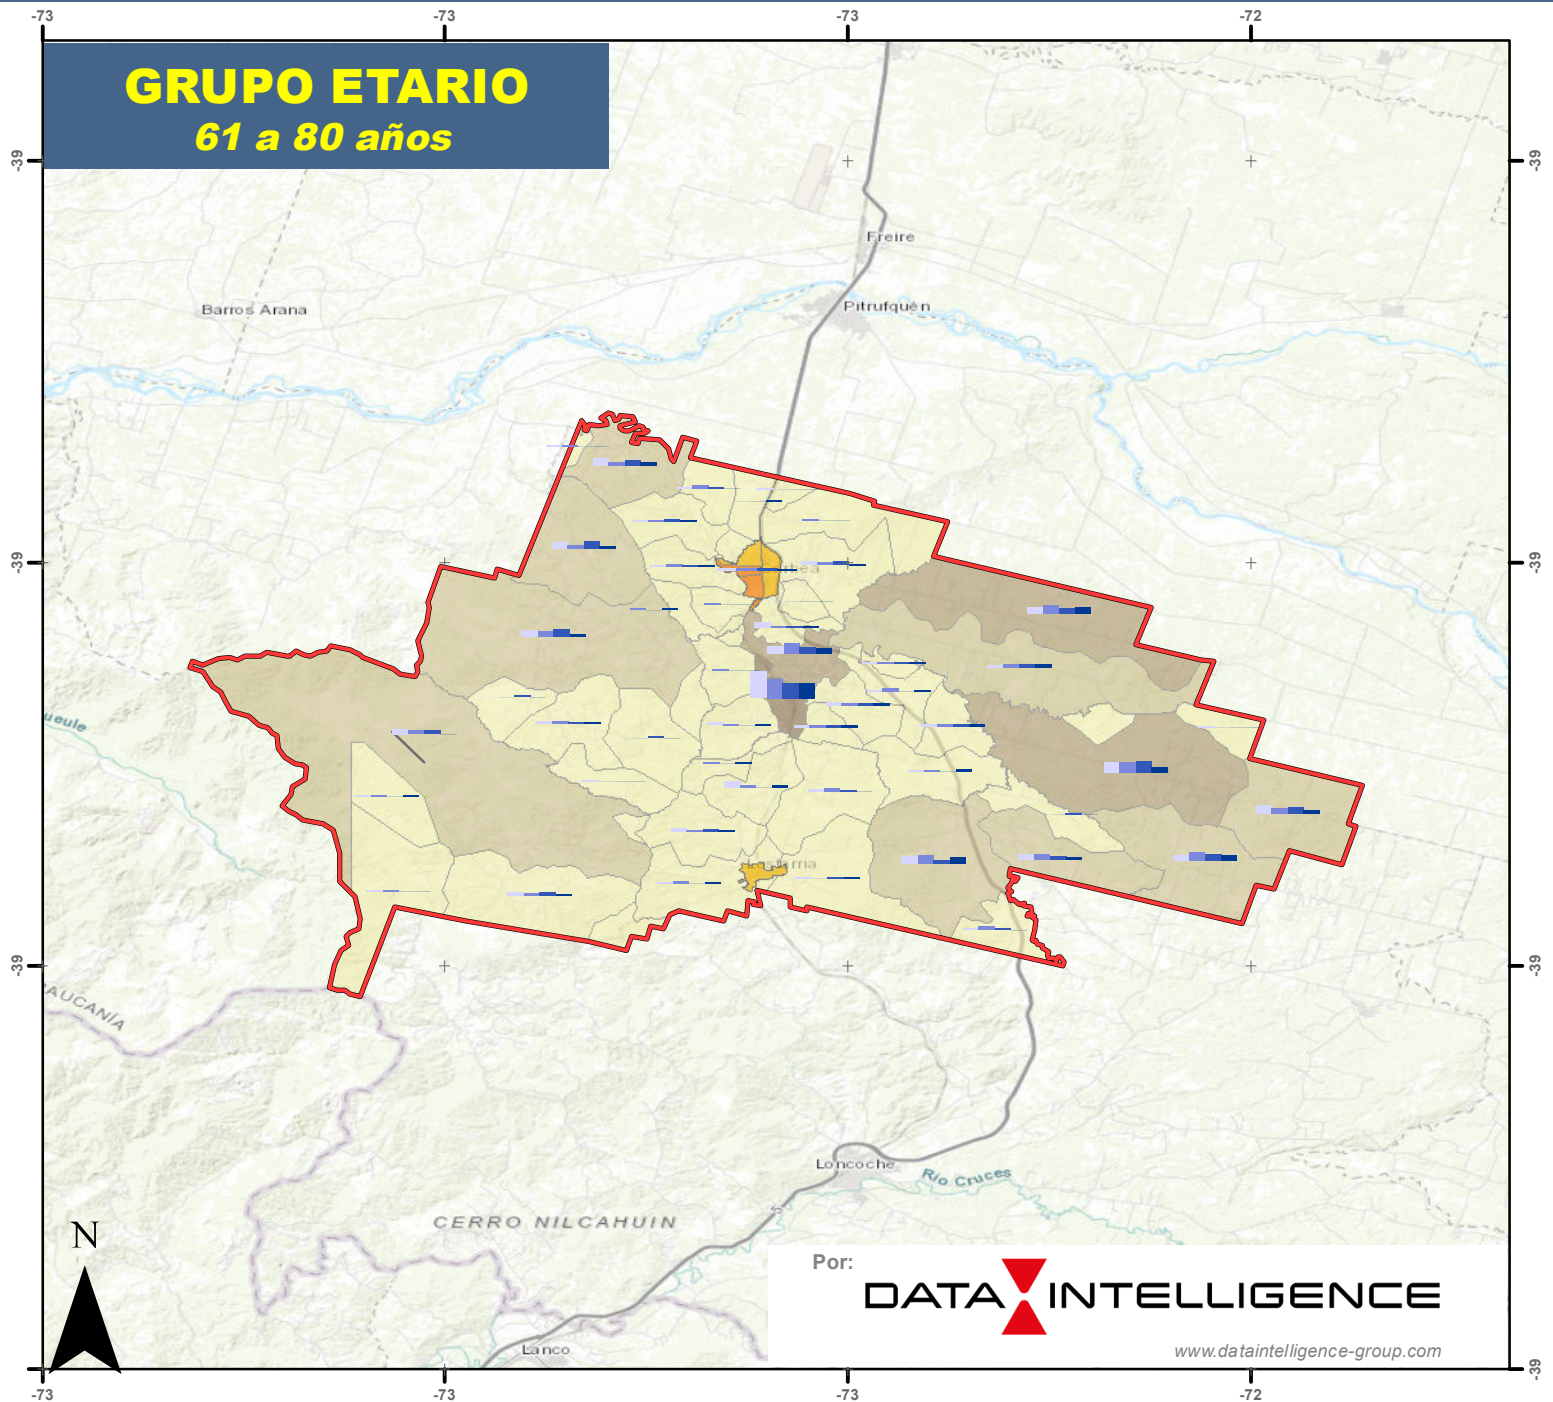 -73
-73
-73
-72
GRUPO ETARIO
61 a 80 años
-39
-39
Freire
Barros Arana
Pitrufquén
-39
-39
ueule
-39
-39
AUCANÍA
Loncoche
Río Cruces
CERRO NILCAHUIN
5
N
Por:
DATA INTELLIGENCE
www.dataintelligence-group.com
Lanco
-39
-73
-73
-73
-72